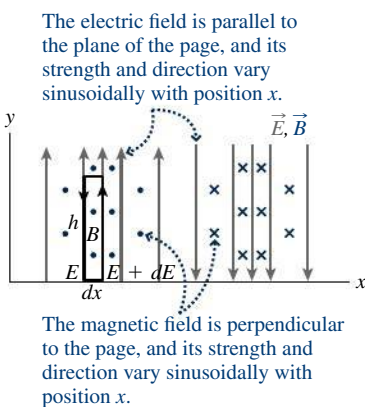 The electric field is parallel to
the plane of the page, and its
strength and direction vary
sinusoidally with position x.
y
E, B
h
B
E
E + dE
x
dx
The magnetic field is perpendicular
to the page, and its strength and
direction vary sinusoidally with
position x.